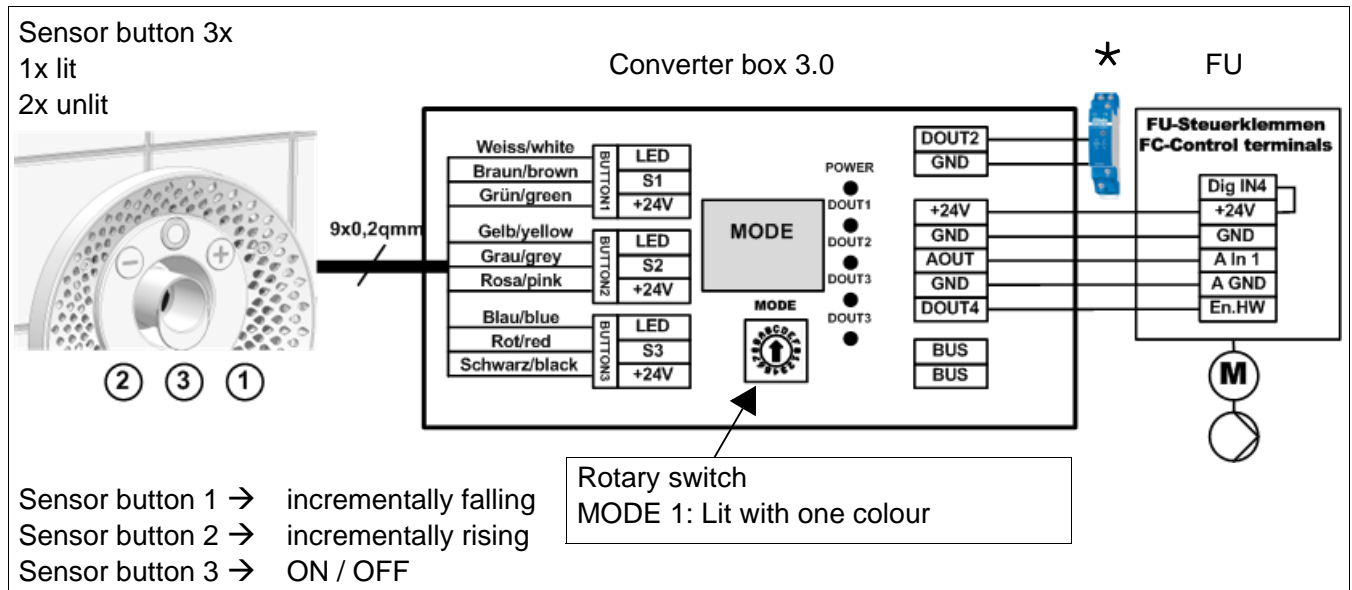 Sensor button 3x
1x lit
2x unlit
Converter box 3.0
*
FU
9x0,2qmm
Weiss/white
Braun/brown
Grün/green
Gelb/yellow
Grau/grey
Rosa/pink
Blau/blue
Rot/red
Schwarz/black
BUTTON1
LED
S1
+24V
BUTTON2
LED
S2
+24V
BUTTON3
LED
S3
+24V
MODE
POWER
DOUT1
DOUT2
DOUT3
DOUT3
MODE
DOUT2
GND
+24V
GND
AOUT
GND
DOUT4
BUS
BUS
FU-Steuerklemmen
FC-Control terminals
Dig IN4
+24V
GND
A In 1
A GND
En.HW
M
− +
2 3 1
Rotary switch
MODE 1: Lit with one colour
Sensor button 1 → incrementally falling
Sensor button 2 → incrementally rising
Sensor button 3 → ON / OFF